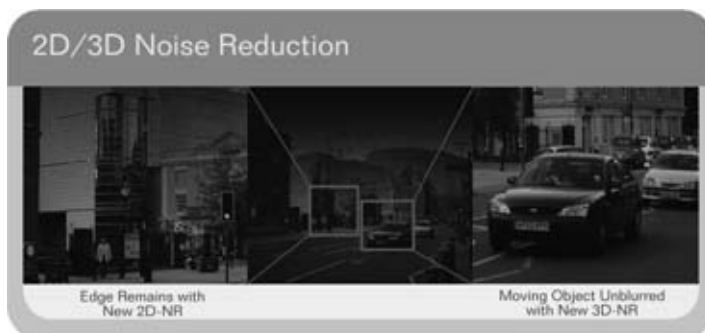 2D/3D Noise Reduction
Edge Remains with
New 2D-NR
Moving Object Unblurred
with New 3D-NR